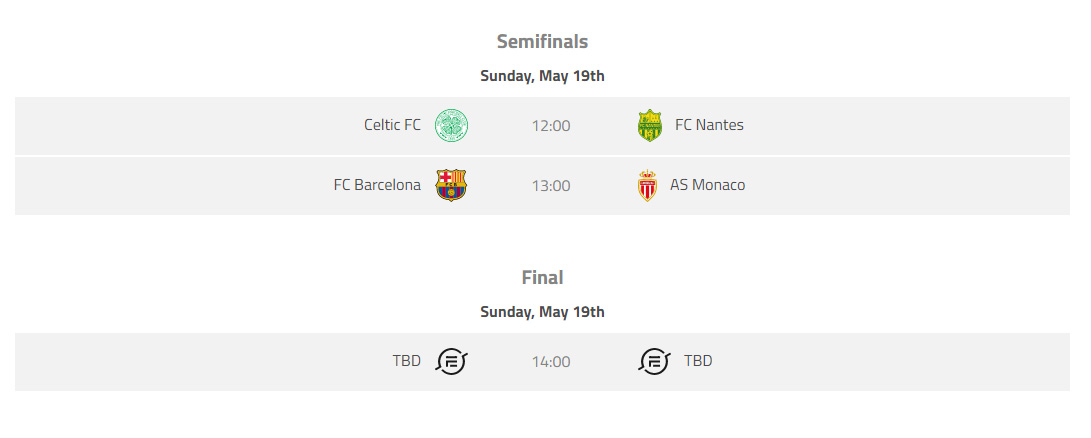 Semifinals
Sunday, May 19th
Celtic FC 12:00 FC Nantes
FC Barcelona 13:00 AS Monaco
Final
Sunday, May 19th
TBD 14:00 TBD